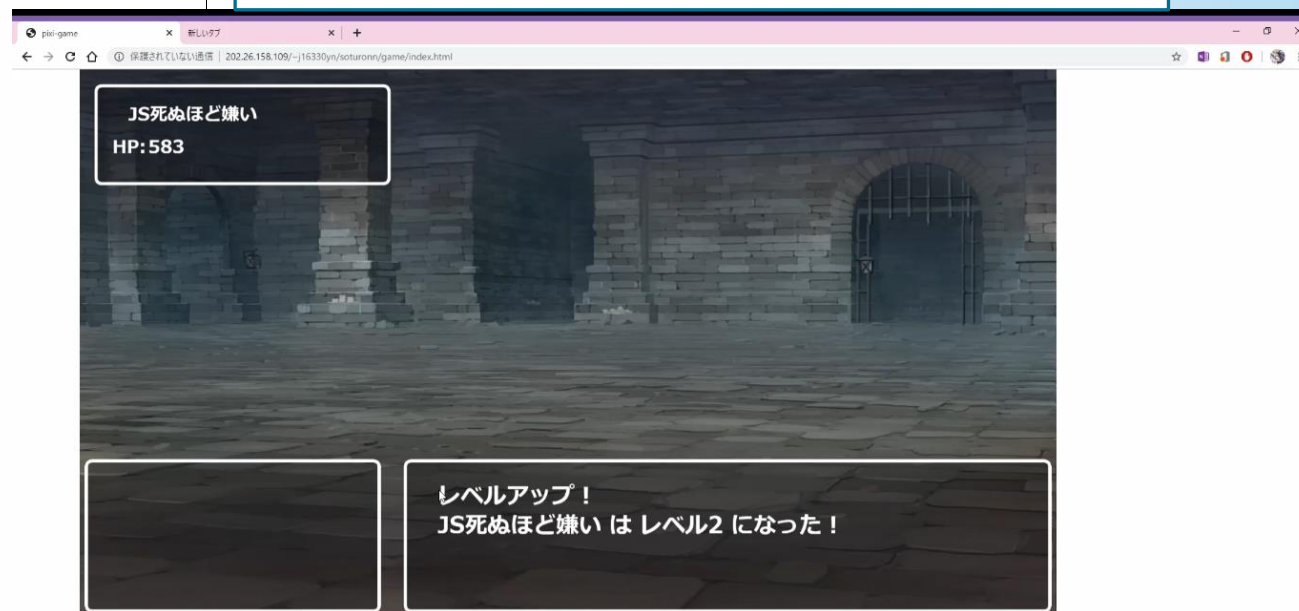 pixi-game
新しいタブ
保護されていない通信 | 202.26.158.109/~j16330yn/soturonn/game/index.html
JS死ぬほど嫌い
HP:583
レベルアップ！
JS死ぬほど嫌い は レベル2 になった！